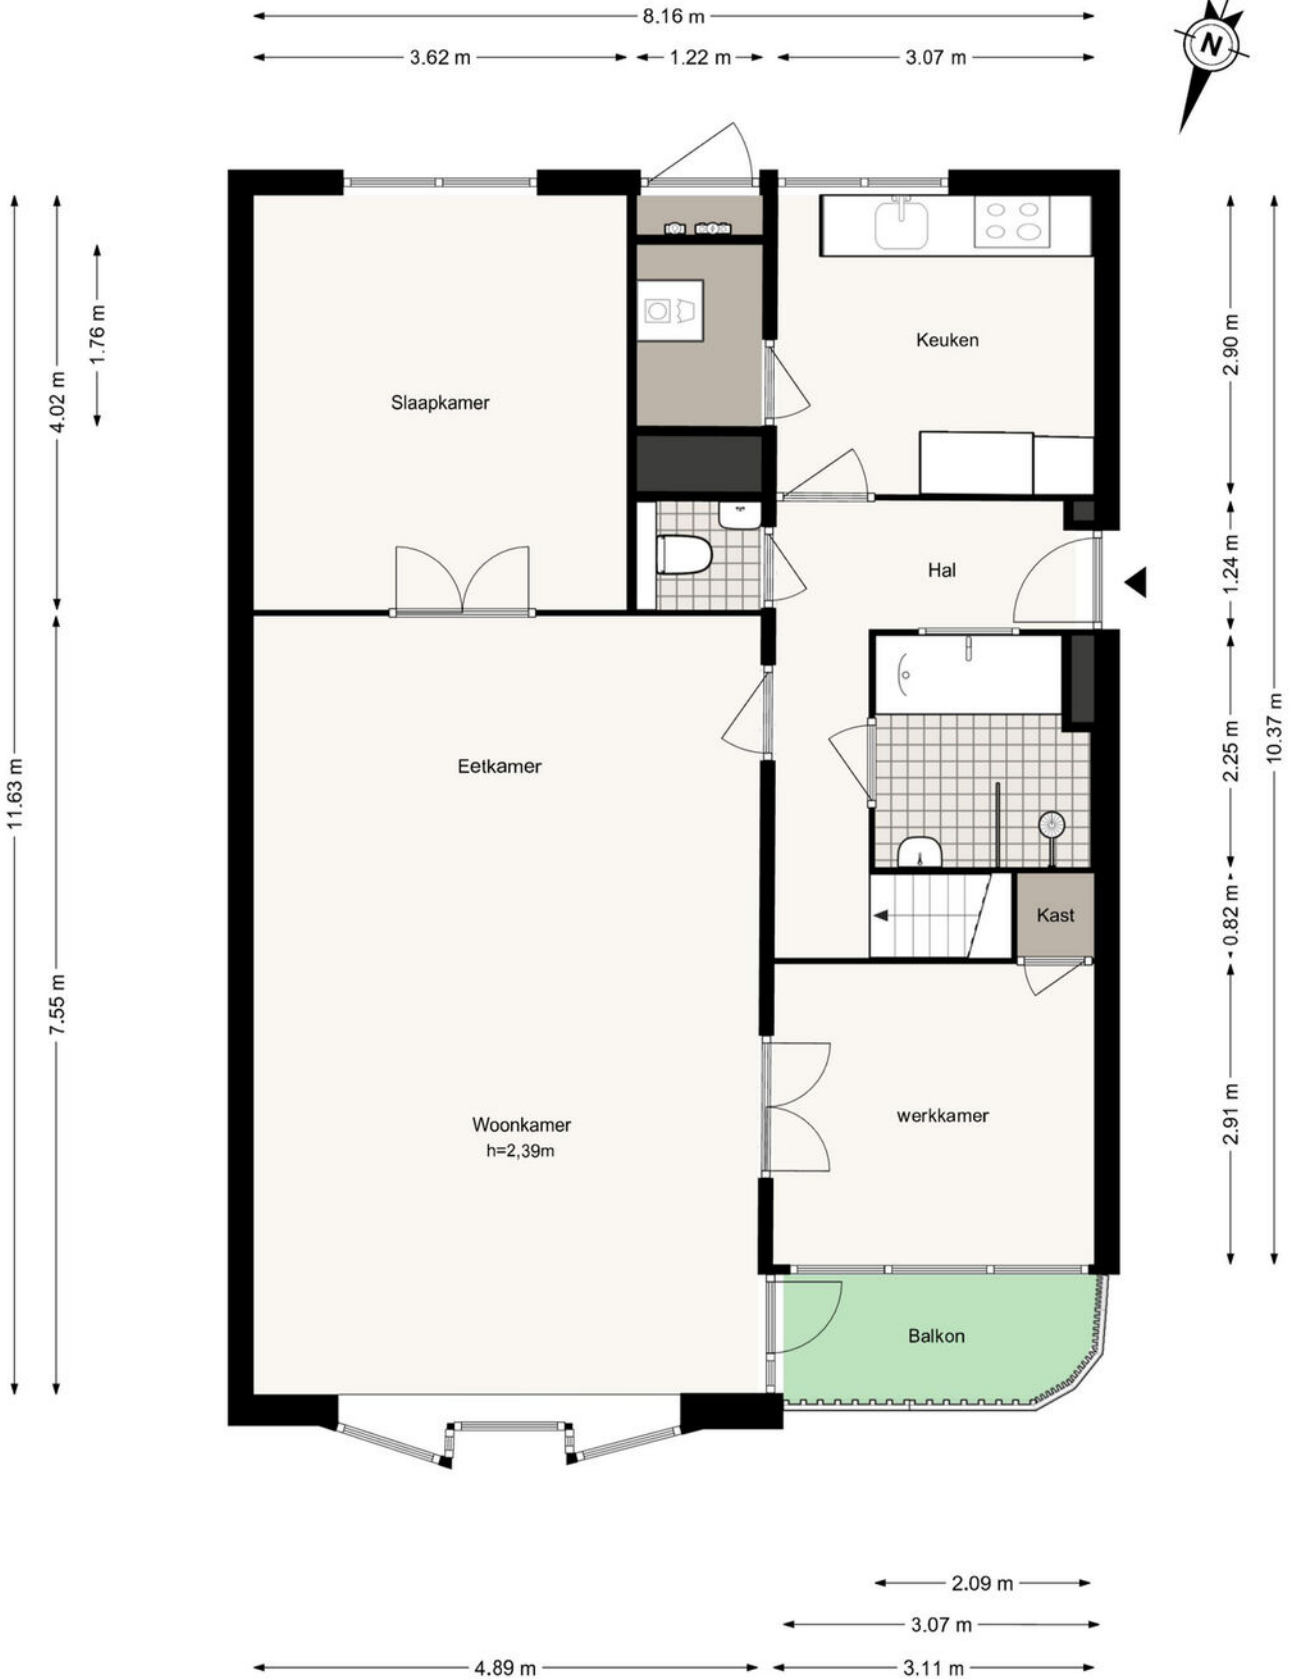 8.16 m
3.62 m
1.22 m
3.07 m
N
11.63 m
4.02 m
1.76 m
7.55 m
Slaapkamer
Keuken
Hal
Eetkamer
Kast
Woonkamer
h=2,39m
werkkamer
Balkon
2.90 m
1.24 m
2.25 m
0.82 m
2.91 m
10.37 m
2.09 m
3.07 m
4.89 m
3.11 m